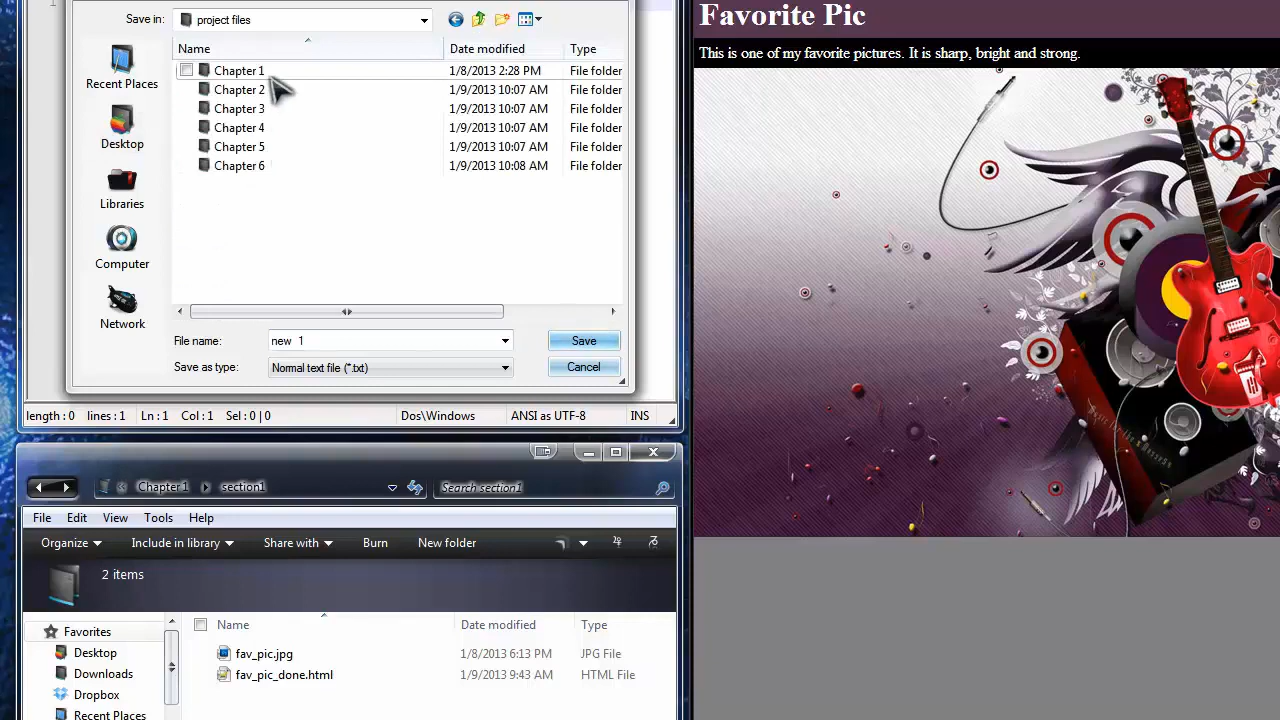 Save in: project files
Name Date modified Type
Chapter 1 1/8/2013 2:28 PM File folder
Chapter 2 1/9/2013 10:07 AM File folder
Chapter 3 1/9/2013 10:07 AM File folder
Chapter 4 1/9/2013 10:07 AM File folder
Chapter 5 1/9/2013 10:07 AM File folder
Chapter 6 1/9/2013 10:08 AM File folder
Recent Places
Desktop
Libraries
Computer
Network
File name: new 1 Save
Save as type: Normal text file (*.txt) Cancel
length : 0 lines : 1 Ln : 1 Col : 1 Sel : 0 | 0 Dos\Windows ANSI as UTF-8 INS
Chapter 1 section1 Search section1
File Edit View Tools Help
Organize Include in library Share with Burn New folder
2 items
Favorites
Desktop
Downloads
Dropbox
Recent Places
Name Date modified Type
fav_pic.jpg 1/8/2013 6:13 PM JPG File
fav_pic_done.html 1/9/2013 9:43 AM HTML File
Favorite Pic
This is one of my favorite pictures. It is sharp, bright and strong.